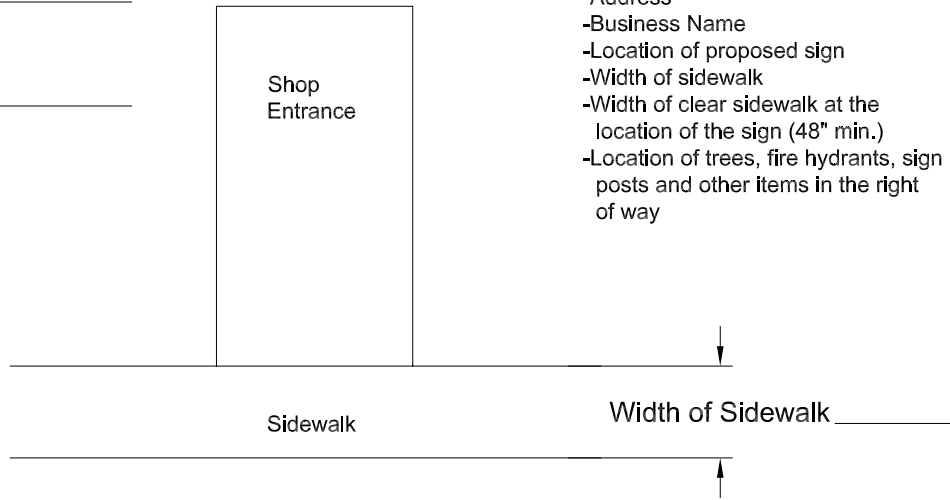 Address
-Business Name
-Location of proposed sign
-Width of sidewalk
-Width of clear sidewalk at the
location of the sign (48" min.)
-Location of trees, fire hydrants, sign
posts and other items in the right
of way
Shop
Entrance
Sidewalk
Width of Sidewalk